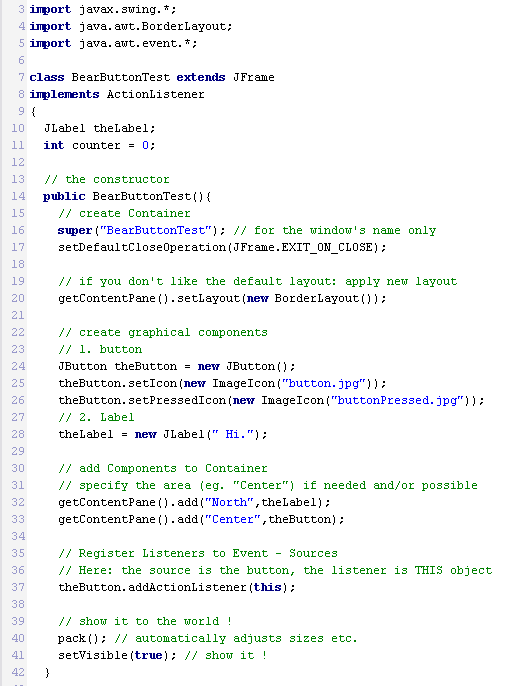 3 import javax.swing.*;
4 import java.awt.BorderLayout;
5 import java.awt.event.*;
6
7 class BearButtonTest extends JFrame
8 implements ActionListener
9 {
10   JLabel theLabel;
11   int counter = 0;
12
13   // the constructor
14   public BearButtonTest(){
15     // create Container
16     super("BearButtonTest"); // for the window's name only
17     setDefaultCloseOperation(JFrame.EXIT_ON_CLOSE);
18
19     // if you don't like the default layout: apply new layout
20     getContentPane().setLayout(new BorderLayout());
21
22     // create graphical components
23     // 1. button
24     JButton theButton = new JButton();
25     theButton.setIcon(new ImageIcon("button.jpg"));
26     theButton.setPressedIcon(new ImageIcon("buttonPressed.jpg"));
27     // 2. Label
28     theLabel = new JLabel(" Hi.");
29
30     // add Components to Container
31     // specify the area (eg. "Center") if needed and/or possible
32     getContentPane().add("North",theLabel);
33     getContentPane().add("Center",theButton);
34
35     // Register Listeners to Event - Sources
36     // Here: the source is the button, the listener is THIS object
37     theButton.addActionListener(this);
38
39     // show it to the world !
40     pack(); // automatically adjusts sizes etc.
41     setVisible(true); // show it !
42   }